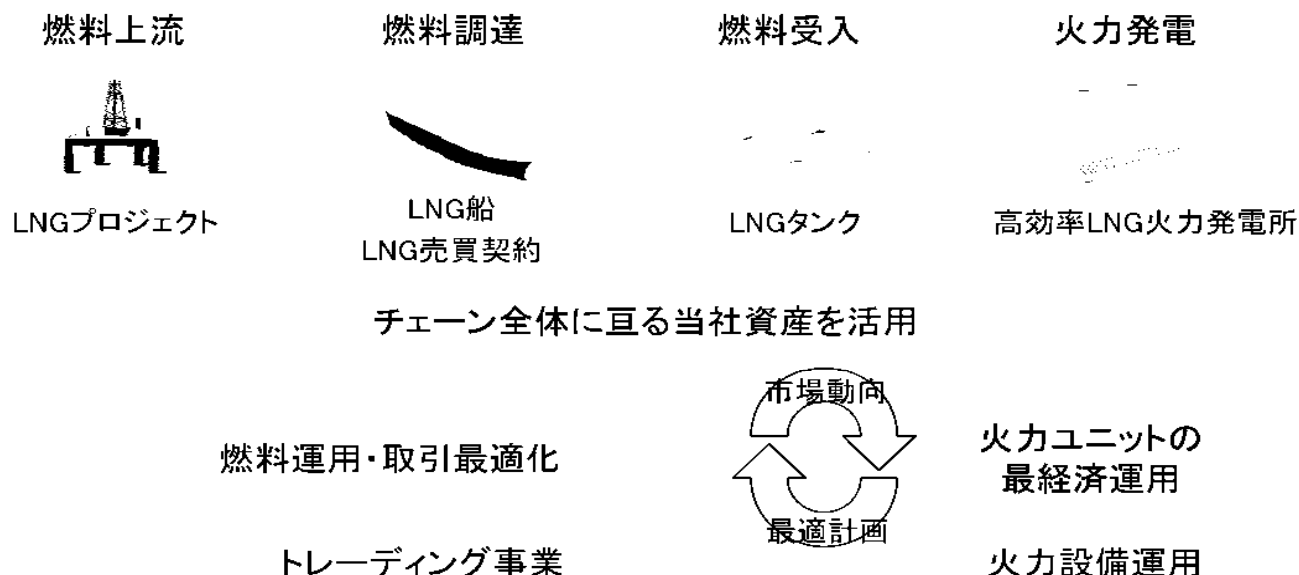 燃料上流
燃料調達
燃料受入
火力発電
LNGプロジェクト
LNG船
LNG売買契約
LNGタンク
高効率LNG火力発電所
チェーン全体に亘る当社資産を活用
市場動向
燃料運用・取引最適化
火力ユニットの
最経済運用
最適計画
トレーディング事業
火力設備運用